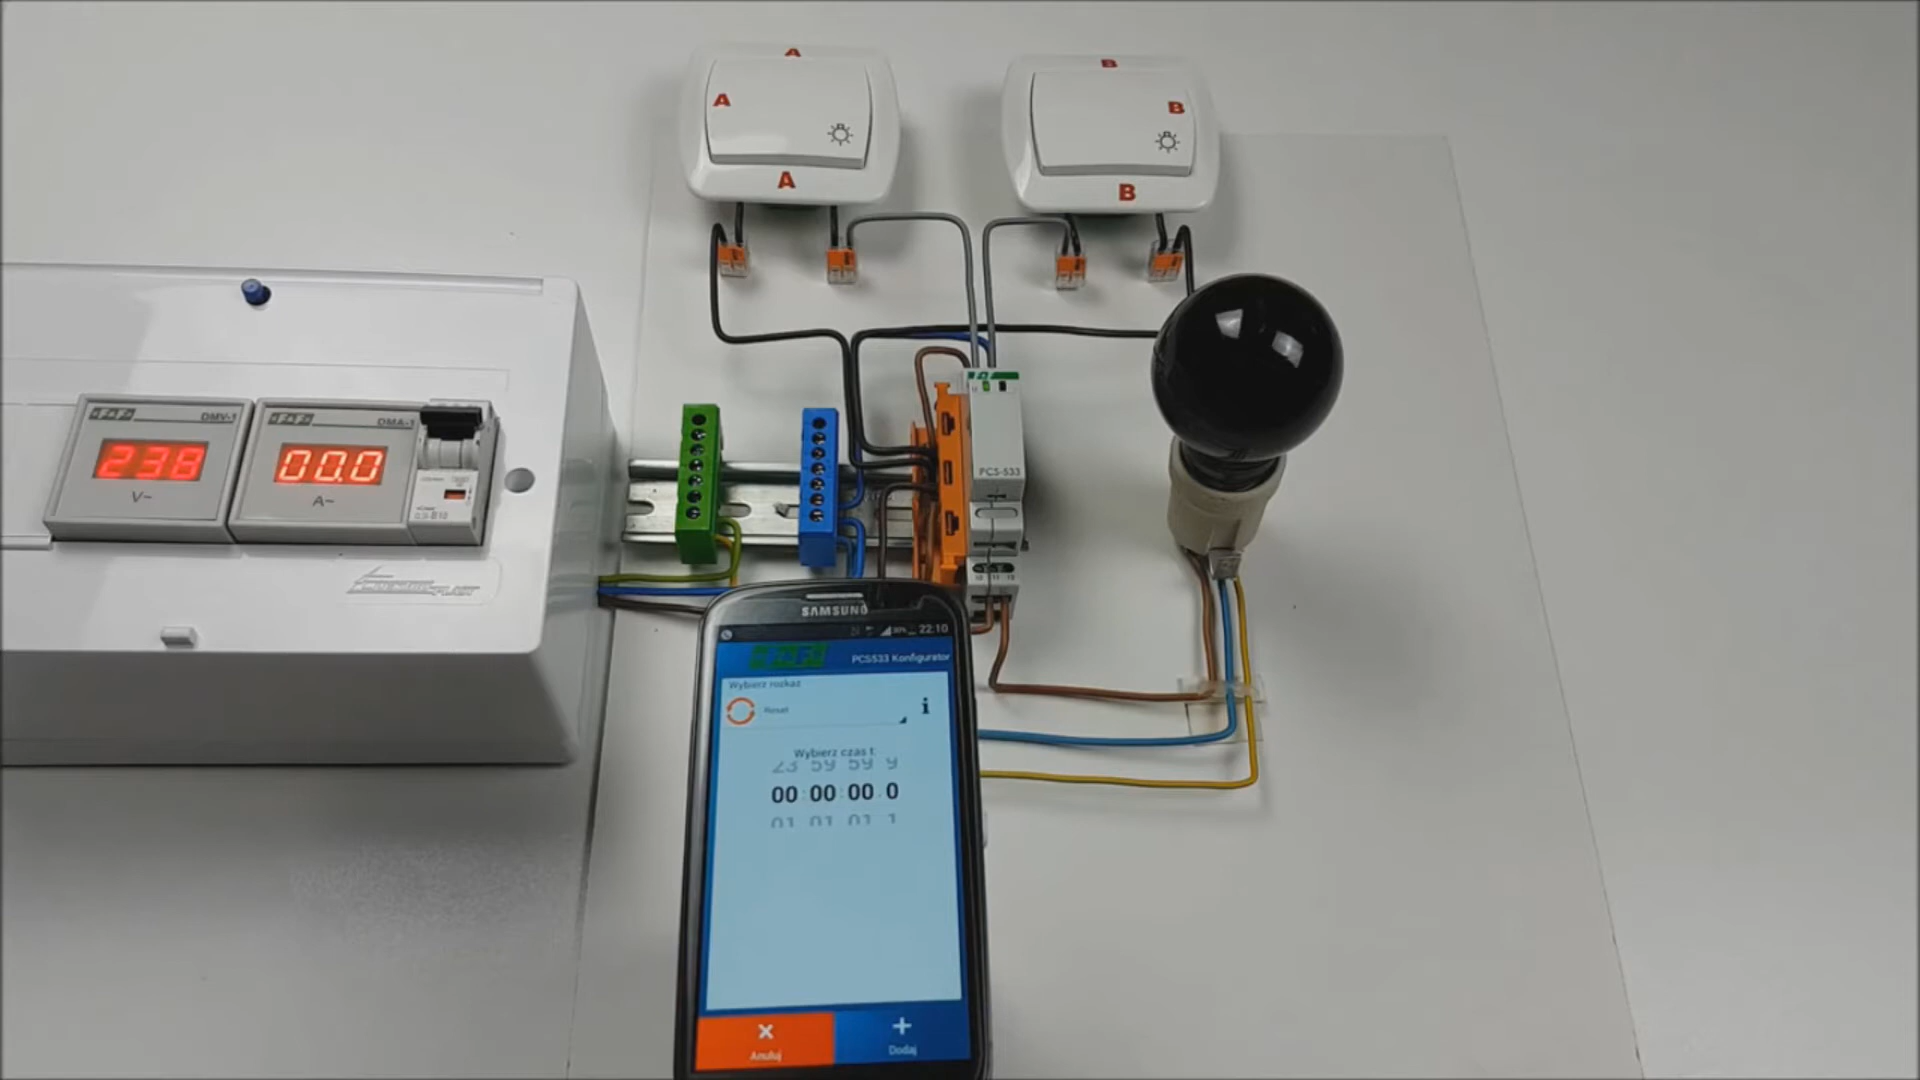 A
A
A
B
B
B
DMV-1
238
V~
DMA-1
00.0
A~
PCS-533
SAMSUNG
22:10
PCS533 Konfigurator
Wybierz rozkaz
Reset
i
Wybierz czas t:
23 59 59 9
00:00:00.0
01 01 01 1
Anuluj
Dodaj